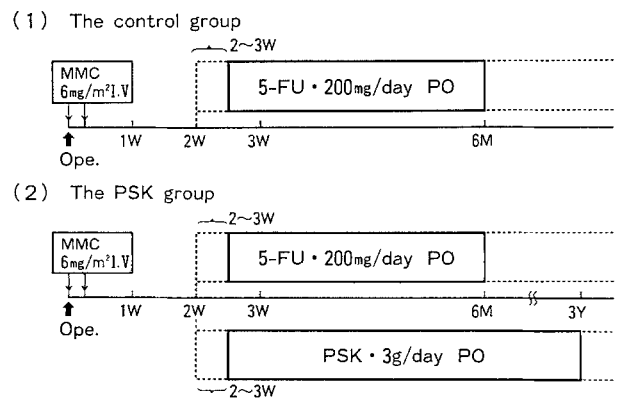 (1) The control group
2~3W
MMC
6mg/m²I.V
5-FU・200mg/day PO
1W 2W 3W 6M
Ope.
(2) The PSK group
2~3W
MMC
6mg/m²I.V
5-FU・200mg/day PO
1W 2W 3W 6M 3Y
Ope.
PSK・3g/day PO
2~3W